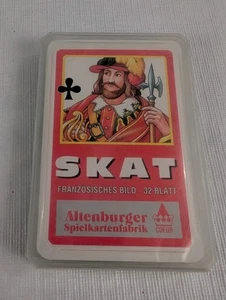 SKAT
FRANZÖSISCHES BILD · 32 BLATT
Altenburger
Spielkartenfabrik